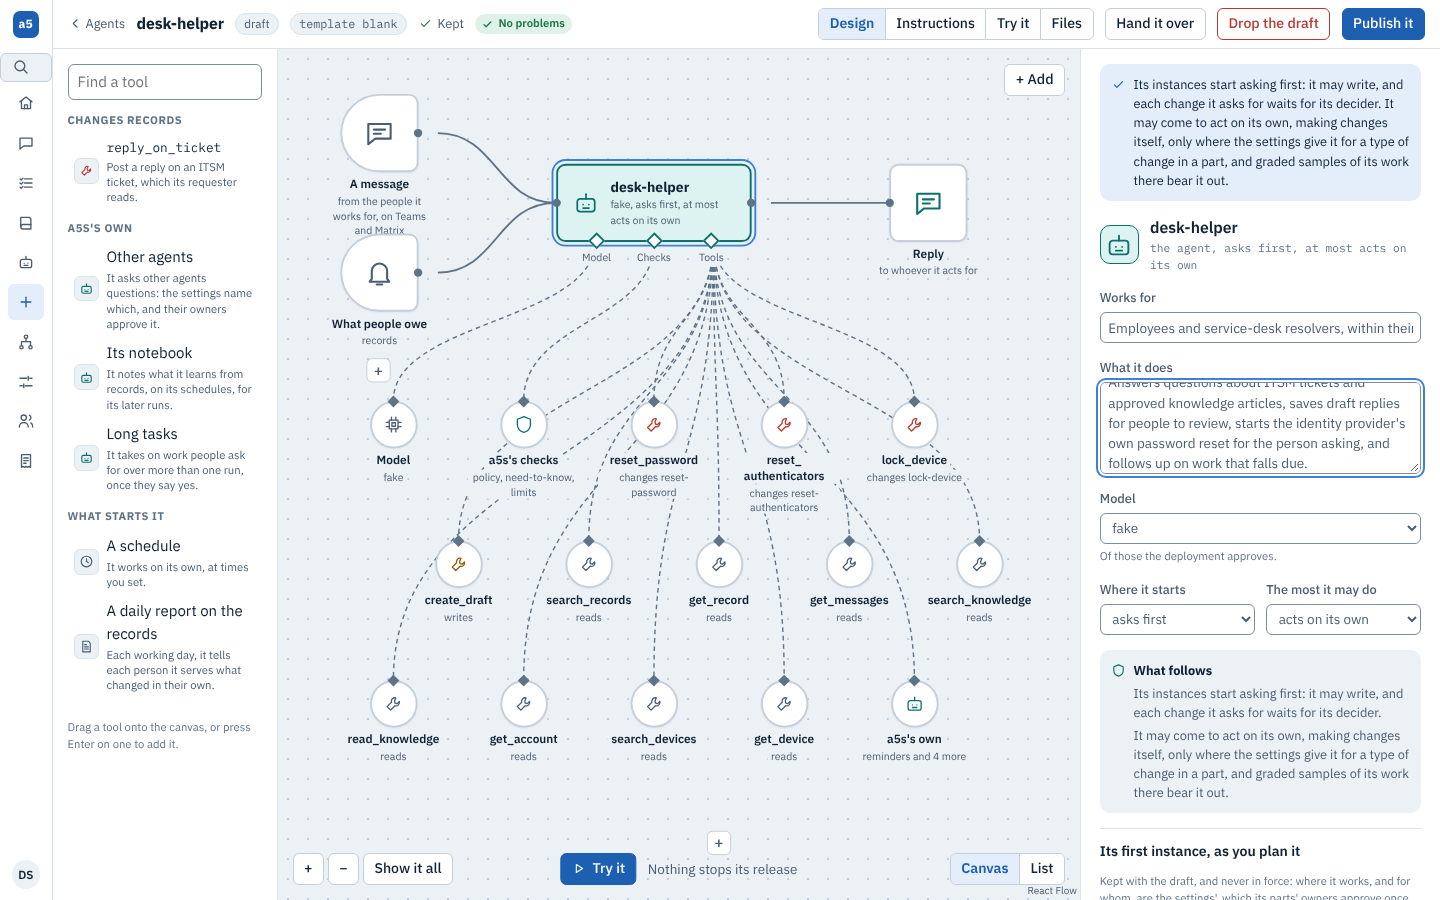 a5
Agents
desk-helper
draft
template blank
Kept
No problems
Design
Instructions
Try it
Files
Hand it over
Drop the draft
Publish it
Find a tool
CHANGES RECORDS
reply_on_ticket
Post a reply on an ITSM
ticket, which its requester
reads.
A5S'S OWN
Other agents
It asks other agents
questions: the settings name
which, and their owners
approve it.
Its notebook
It notes what it learns from
records, on its schedules, for
its later runs.
Long tasks
It takes on work people ask
for over more than one run,
once they say yes.
WHAT STARTS IT
A schedule
It works on its own, at times
you set.
A daily report on the
records
Each working day, it tells
each person it serves what
changed in their own.
Drag a tool onto the canvas, or press
Enter on one to add it.
DS
+ Add
A message
from the people it
works for, on Teams
and Matrix
What people owe
records
desk-helper
fake, asks first, at most
acts on its own
Model
Checks
Tools
Reply
to whoever it acts for
+
Model
fake
a5s's checks
policy, need-to-know,
limits
reset_password
changes reset-
password
reset_
authenticators
changes reset-
authenticators
lock_device
changes lock-device
create_draft
writes
search_records
reads
get_record
reads
get_messages
reads
search_knowledge
reads
read_knowledge
reads
get_account
reads
search_devices
reads
get_device
reads
a5s's own
reminders and 4 more
+
+
−
Show it all
Try it
Nothing stops its release
Canvas
List
React Flow
Its instances start asking first: it may write, and
each change it asks for waits for its decider. It
may come to act on its own, making changes
itself, only where the settings give it for a type of
change in a part, and graded samples of its work
there bear it out.
desk-helper
the agent, asks first, at most acts on
its own
Works for
Employees and service-desk resolvers, within their
What it does
Answers questions about ITSM tickets and
approved knowledge articles, saves draft replies
for people to review, starts the identity provider's
own password reset for the person asking, and
follows up on work that falls due.
Model
fake
Of those the deployment approves.
Where it starts
The most it may do
asks first
acts on its own
What follows
Its instances start asking first: it may write, and
each change it asks for waits for its decider.
It may come to act on its own, making changes
itself, only where the settings give it for a type of
change in a part, and graded samples of its work
there bear it out.
Its first instance, as you plan it
Kept with the draft, and never in force: where it works, and for
whom, are the settings', which its parts' owners approve once